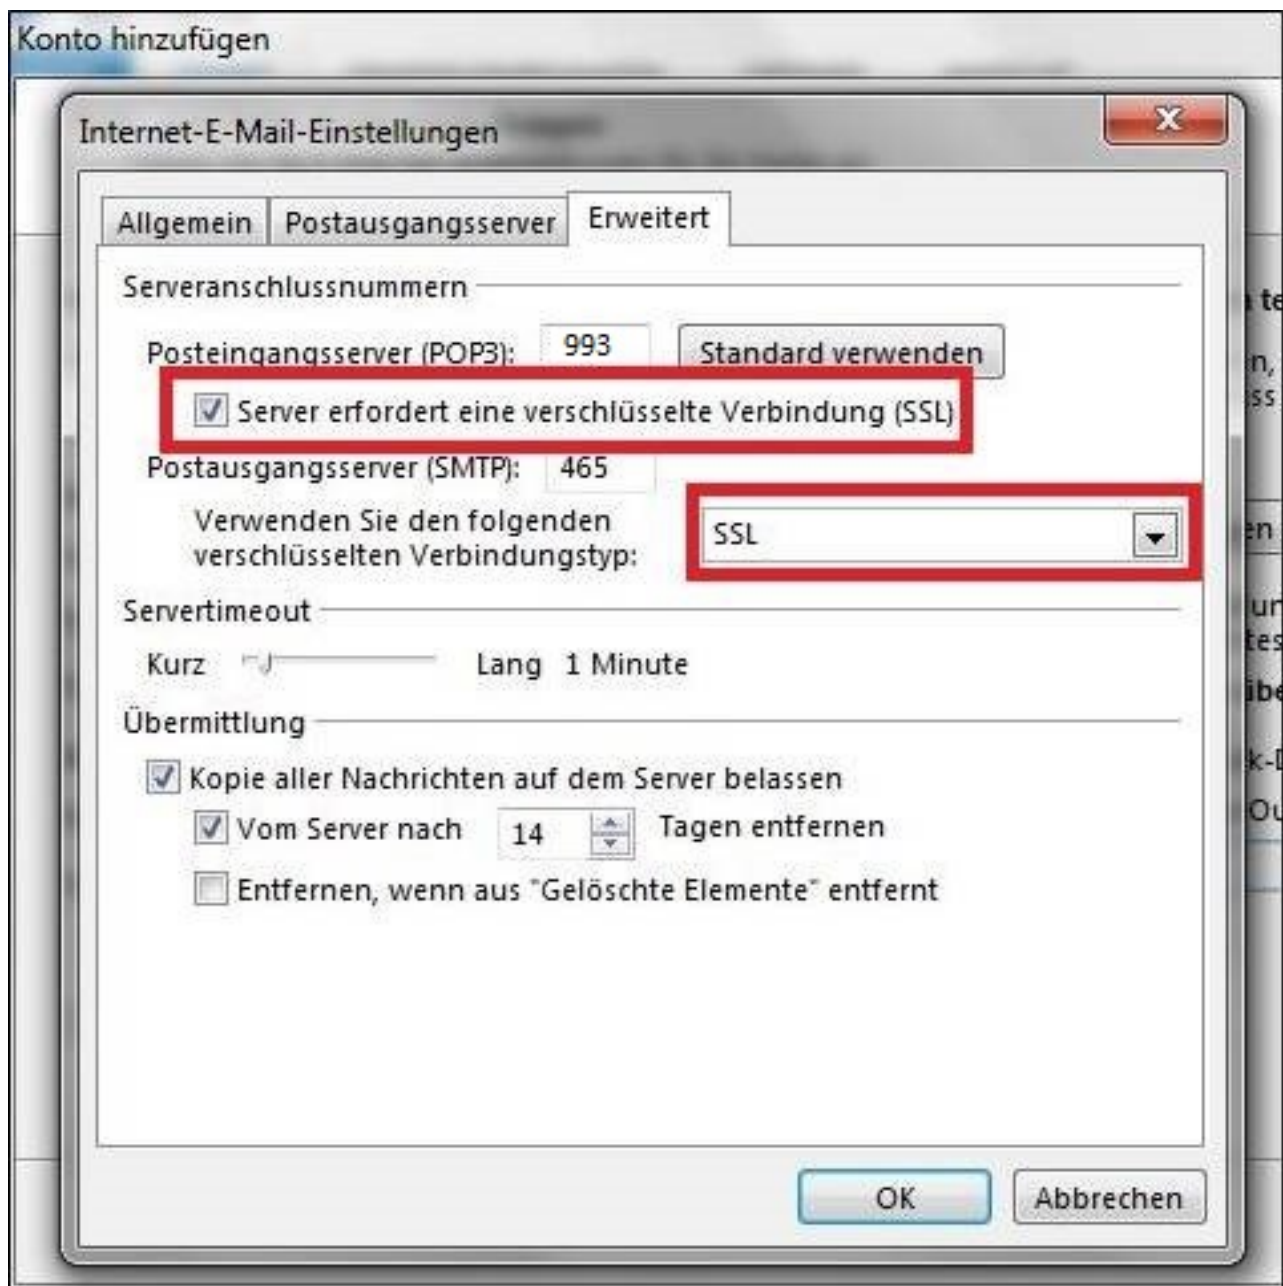 Konto hinzufügen
Internet-E-Mail-Einstellungen
X
Allgemein Postausgangsserver Erweitert
Serveranschlussnummern
Posteingangsserver (POP3): 993 Standard verwenden
Server erfordert eine verschlüsselte Verbindung (SSL)
Postausgangsserver (SMTP): 465
Verwenden Sie den folgenden
verschlüsselten Verbindungstyp: SSL
Servertimeout
Kurz Lang 1 Minute
Übermittlung
Kopie aller Nachrichten auf dem Server belassen
Vom Server nach 14 Tagen entfernen
Entfernen, wenn aus "Gelöschte Elemente" entfernt
OK Abbrechen